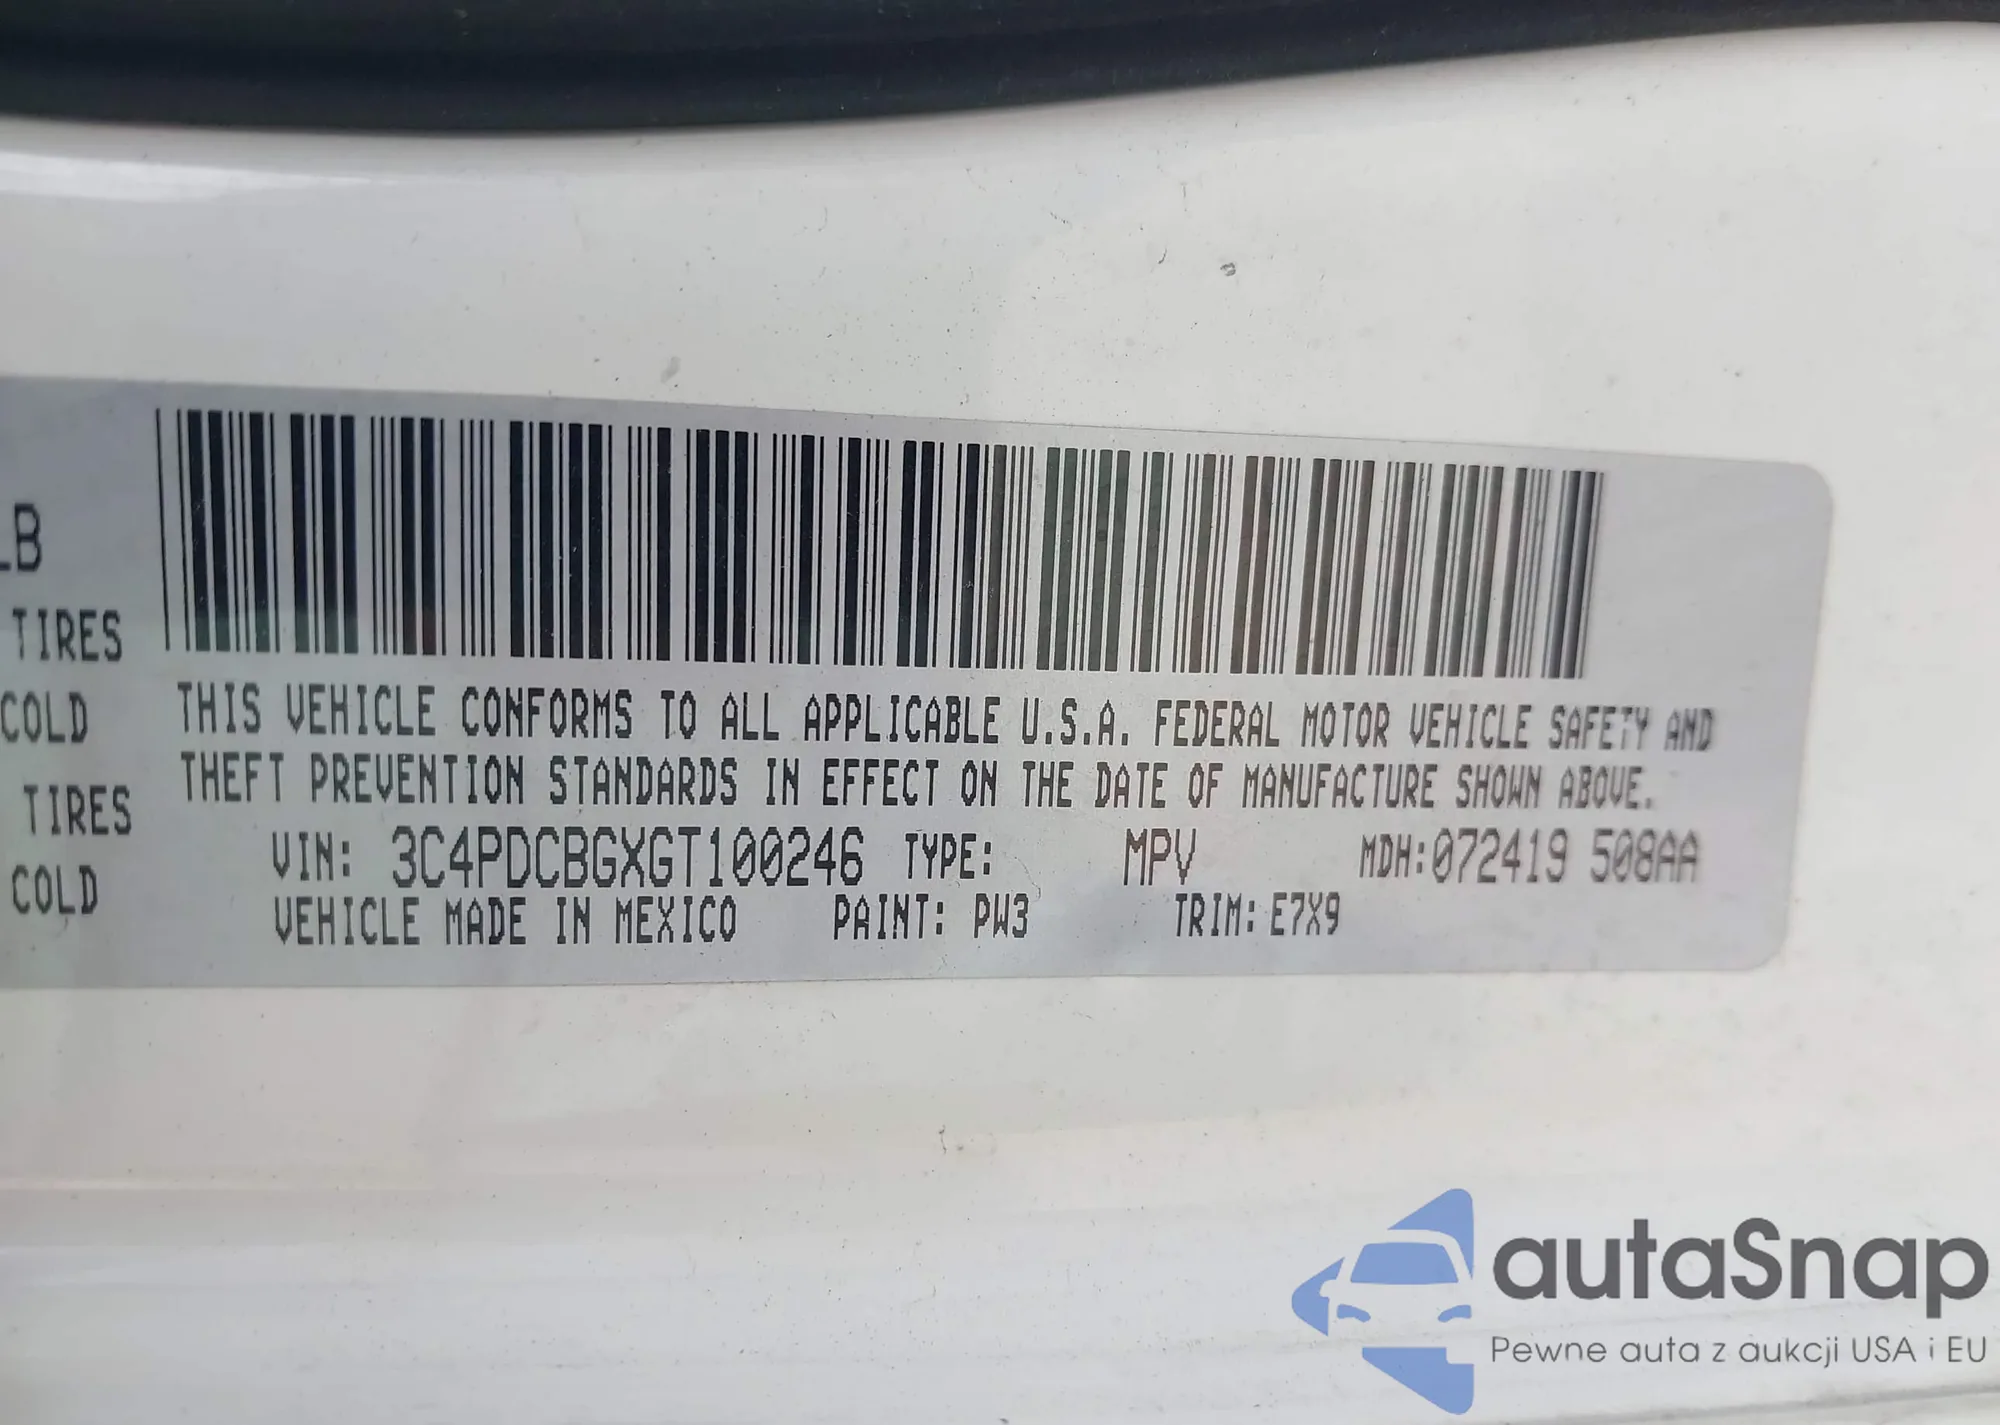 LB
TIRES
COLD
TIRES
COLD
THIS VEHICLE CONFORMS TO ALL APPLICABLE U.S.A. FEDERAL MOTOR VEHICLE SAFETY AND
THEFT PREVENTION STANDARDS IN EFFECT ON THE DATE OF MANUFACTURE SHOWN ABOVE.
VIN: 3C4PDCBGXGT100246 TYPE: MPV MDH:072419 508AA
VEHICLE MADE IN MEXICO PAINT: PW3 TRIM: E7X9
autaSnap
Pewne auta z aukcji USA i EU